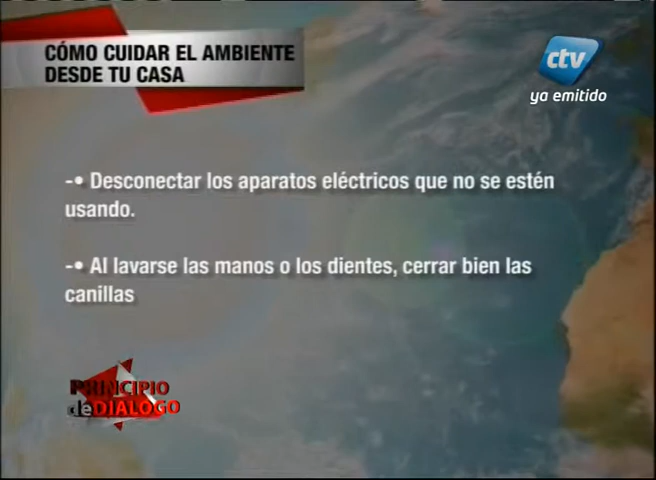 CÓMO CUIDAR EL AMBIENTE
DESDE TU CASA
ctv
ya emitido
-• Desconectar los aparatos eléctricos que no se estén
usando.
-• Al lavarse las manos o los dientes, cerrar bien las
canillas
PRINCIPIO
deDIALOGO